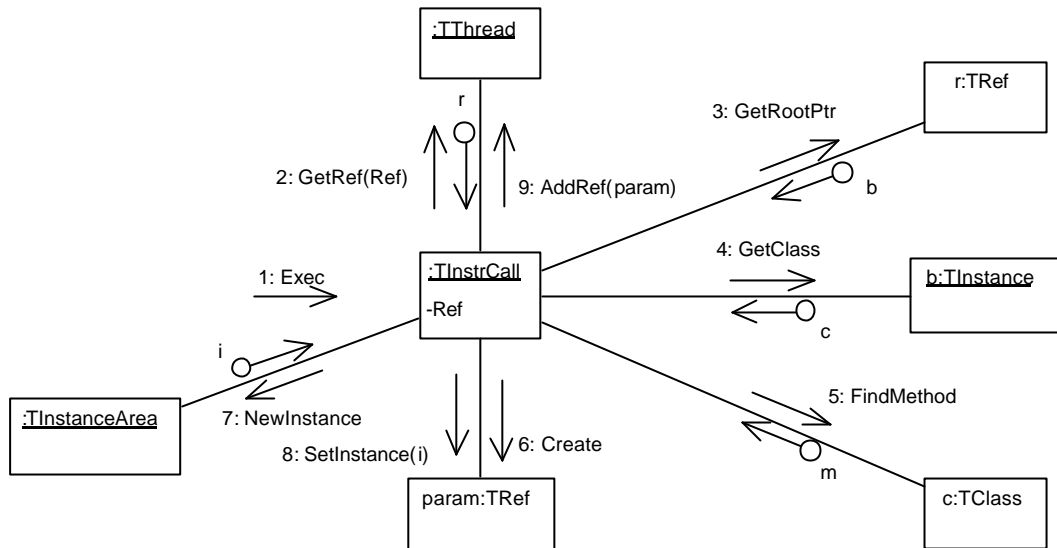 :TThread
r:TRef
r
3: GetRootPtr
2: GetRef(Ref)
9: AddRef(param)
b
4: GetClass
:TInstrCall
1: Exec
b:TInstance
-Ref
c
i
5: FindMethod
:TInstanceArea
7: NewInstance
6: Create
8: SetInstance(i)
m
param:TRef
c:TClass